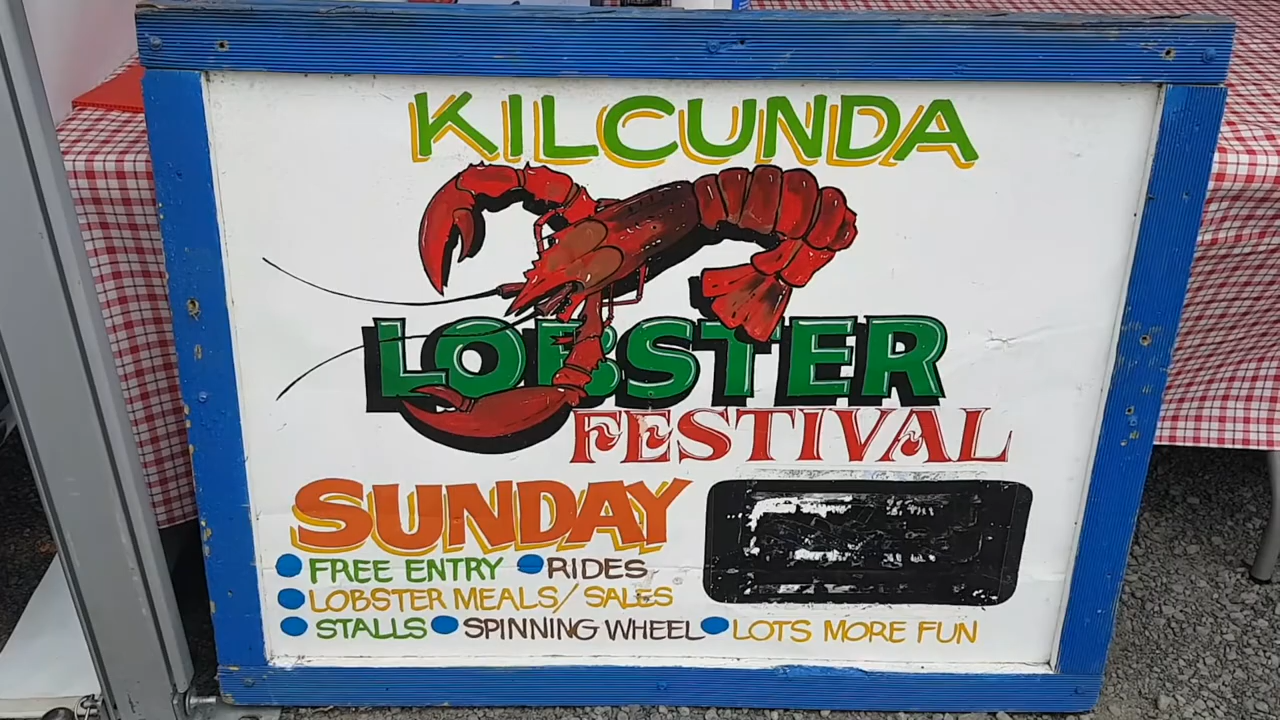 KILCUNDA
LOBSTER
FESTIVAL
SUNDAY
FREE ENTRY RIDES
LOBSTER MEALS/SALES
STALLS SPINNING WHEEL LOTS MORE FUN